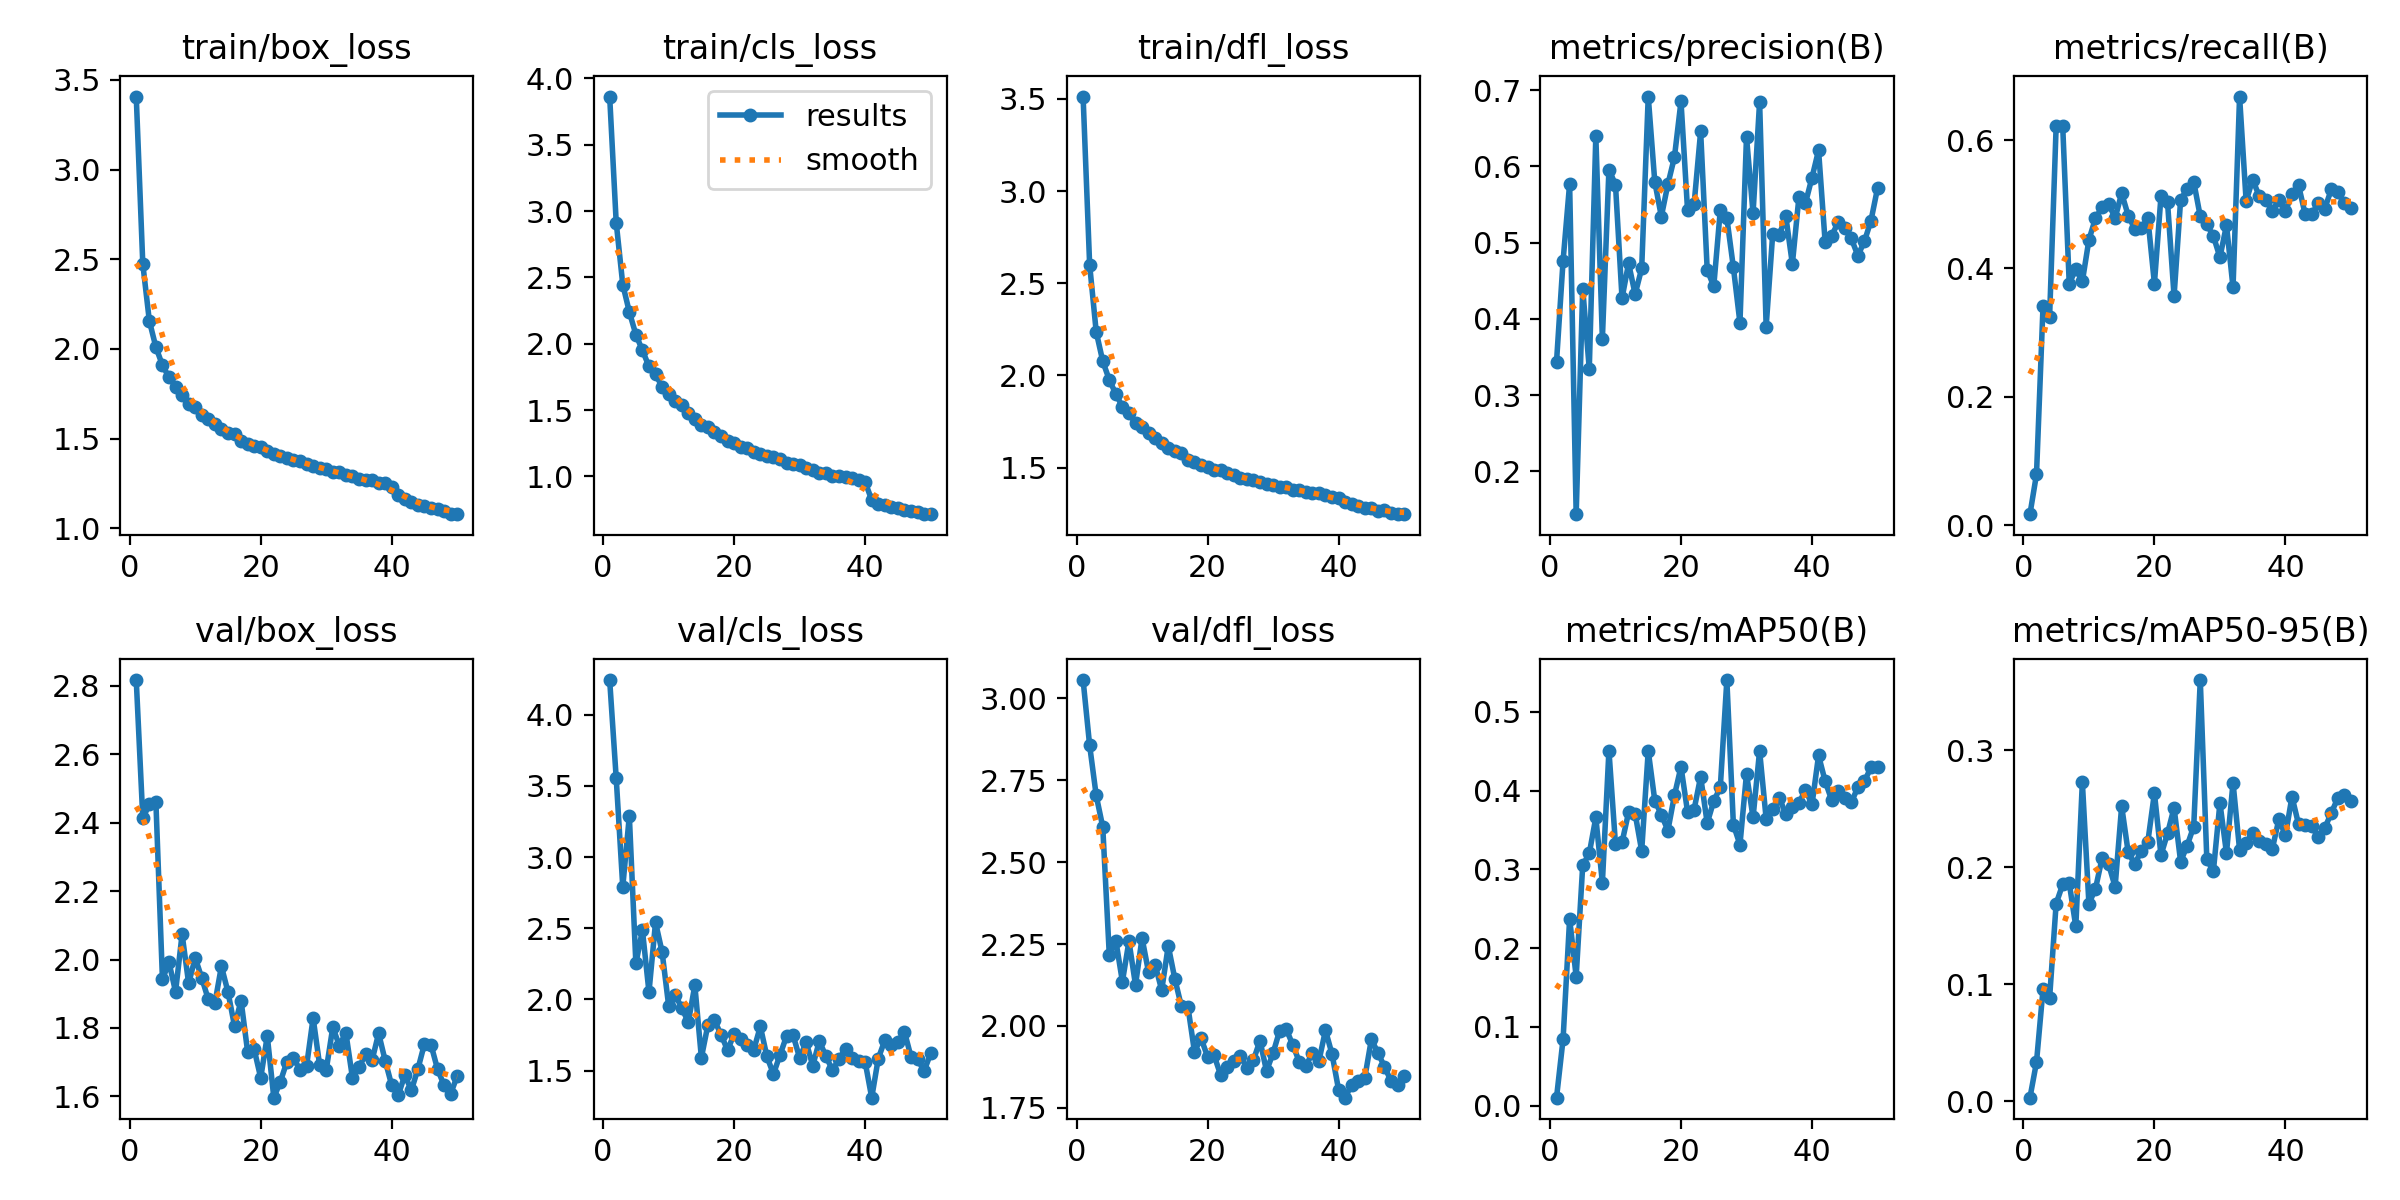 train/box_loss
3.5
3.0
2.5
2.0
1.5
1.0
0 20 40
train/cls_loss
4.0
3.5
3.0
2.5
2.0
1.5
1.0
results
smooth
0 20 40
train/dfl_loss
3.5
3.0
2.5
2.0
1.5
0 20 40
metrics/precision(B)
0.7
0.6
0.5
0.4
0.3
0.2
0 20 40
metrics/recall(B)
0.6
0.4
0.2
0.0
0 20 40
val/box_loss
2.8
2.6
2.4
2.2
2.0
1.8
1.6
0 20 40
val/cls_loss
4.0
3.5
3.0
2.5
2.0
1.5
0 20 40
val/dfl_loss
3.00
2.75
2.50
2.25
2.00
1.75
0 20 40
metrics/mAP50(B)
0.5
0.4
0.3
0.2
0.1
0.0
0 20 40
metrics/mAP50-95(B)
0.3
0.2
0.1
0.0
0 20 40